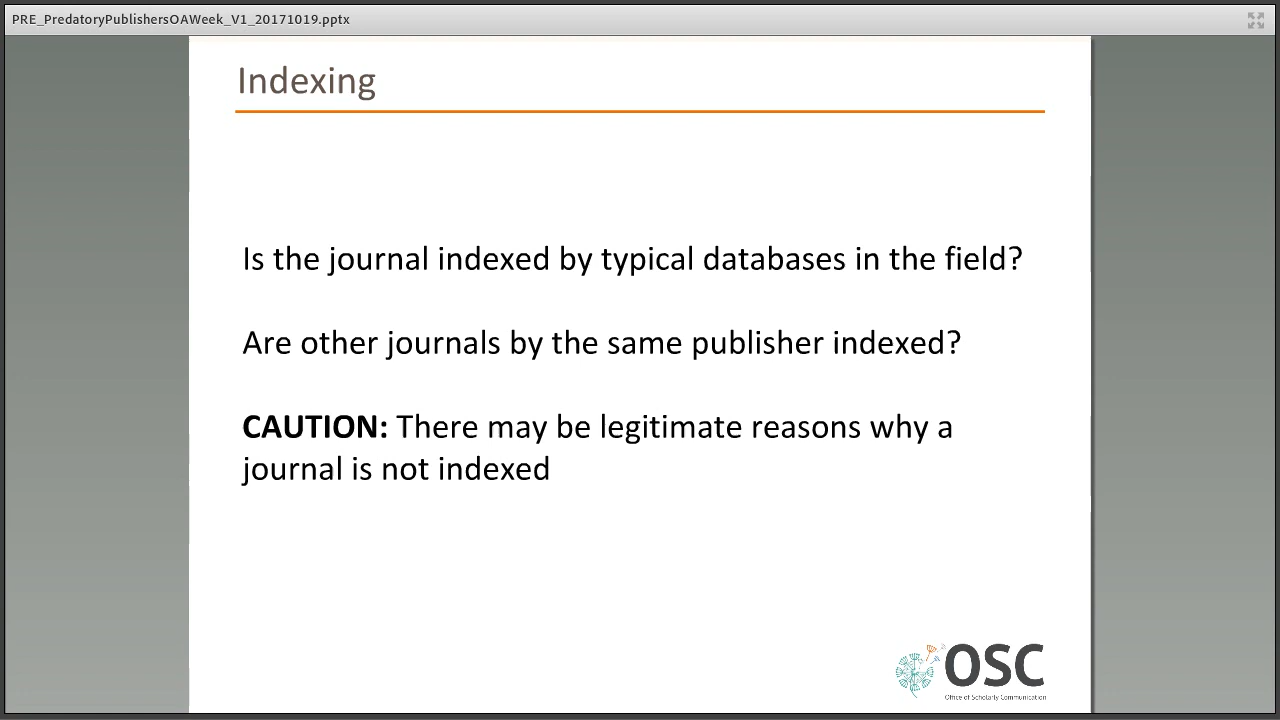 PRE_PredatoryPublishersOAWeek_V1_20171019.pptx
Indexing
Is the journal indexed by typical databases in the field?
Are other journals by the same publisher indexed?
CAUTION: There may be legitimate reasons why a
journal is not indexed
OSC
Office of Scholarly Communication